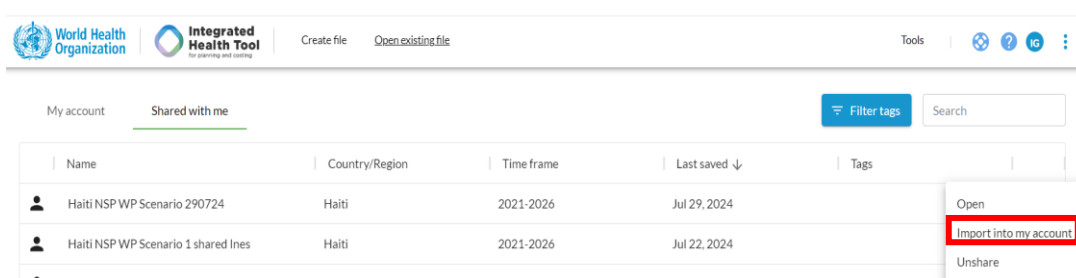 World Health Organization
Integrated Health Tool
for planning and costing
Create file
Open existing file
Tools
IG
My account
Shared with me
Filter tags
Search
Name Country/Region Time frame Last saved Tags
Haiti NSP WP Scenario 290724 Haiti 2021-2026 Jul 29, 2024
Open
Import into my account
Haiti NSP WP Scenario 1 shared Ines Haiti 2021-2026 Jul 22, 2024
Unshare